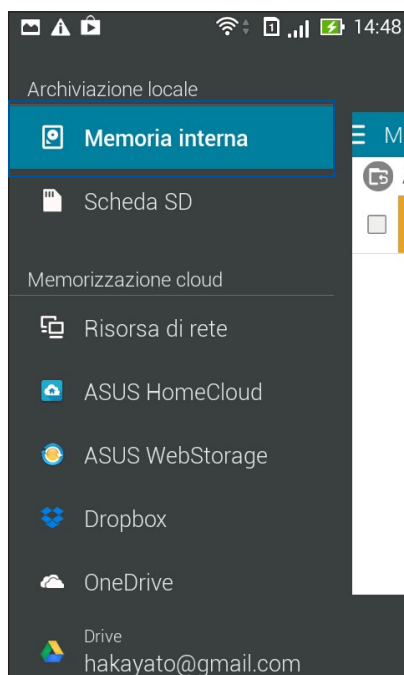 14:48
Archiviazione locale
Memoria interna
M
Scheda SD
Memorizzazione cloud
Risorsa di rete
ASUS HomeCloud
ASUS WebStorage
Dropbox
OneDrive
Drive
hakayato@gmail.com